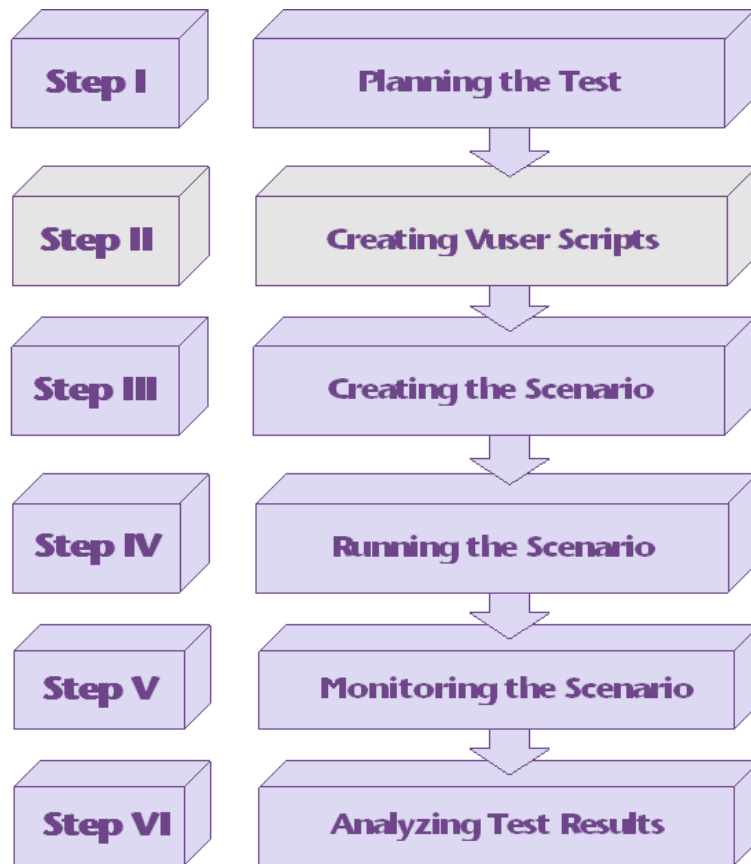 Step I
Planning the Test
Step II
Creating Vuser Scripts
Step III
Creating the Scenario
Step IV
Running the Scenario
Step V
Monitoring the Scenario
Step VI
Analyzing Test Results